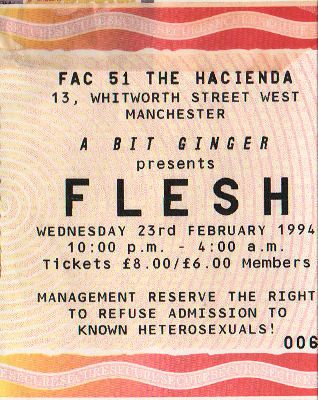 SECURESECURESECURESECURE
FAC 51 THE HACIENDA
13, WHITWORTH STREET WEST
MANCHESTER
A BIT GINGER
presents
FLESH
WEDNESDAY 23rd FEBRUARY 1994
10:00 p.m. - 4:00 a.m.
Tickets £8.00/£6.00 Members
MANAGEMENT RESERVE THE RIGHT
TO REFUSE ADMISSION TO
KNOWN HETEROSEXUALS!
006
SECURESECURESECURESECURE